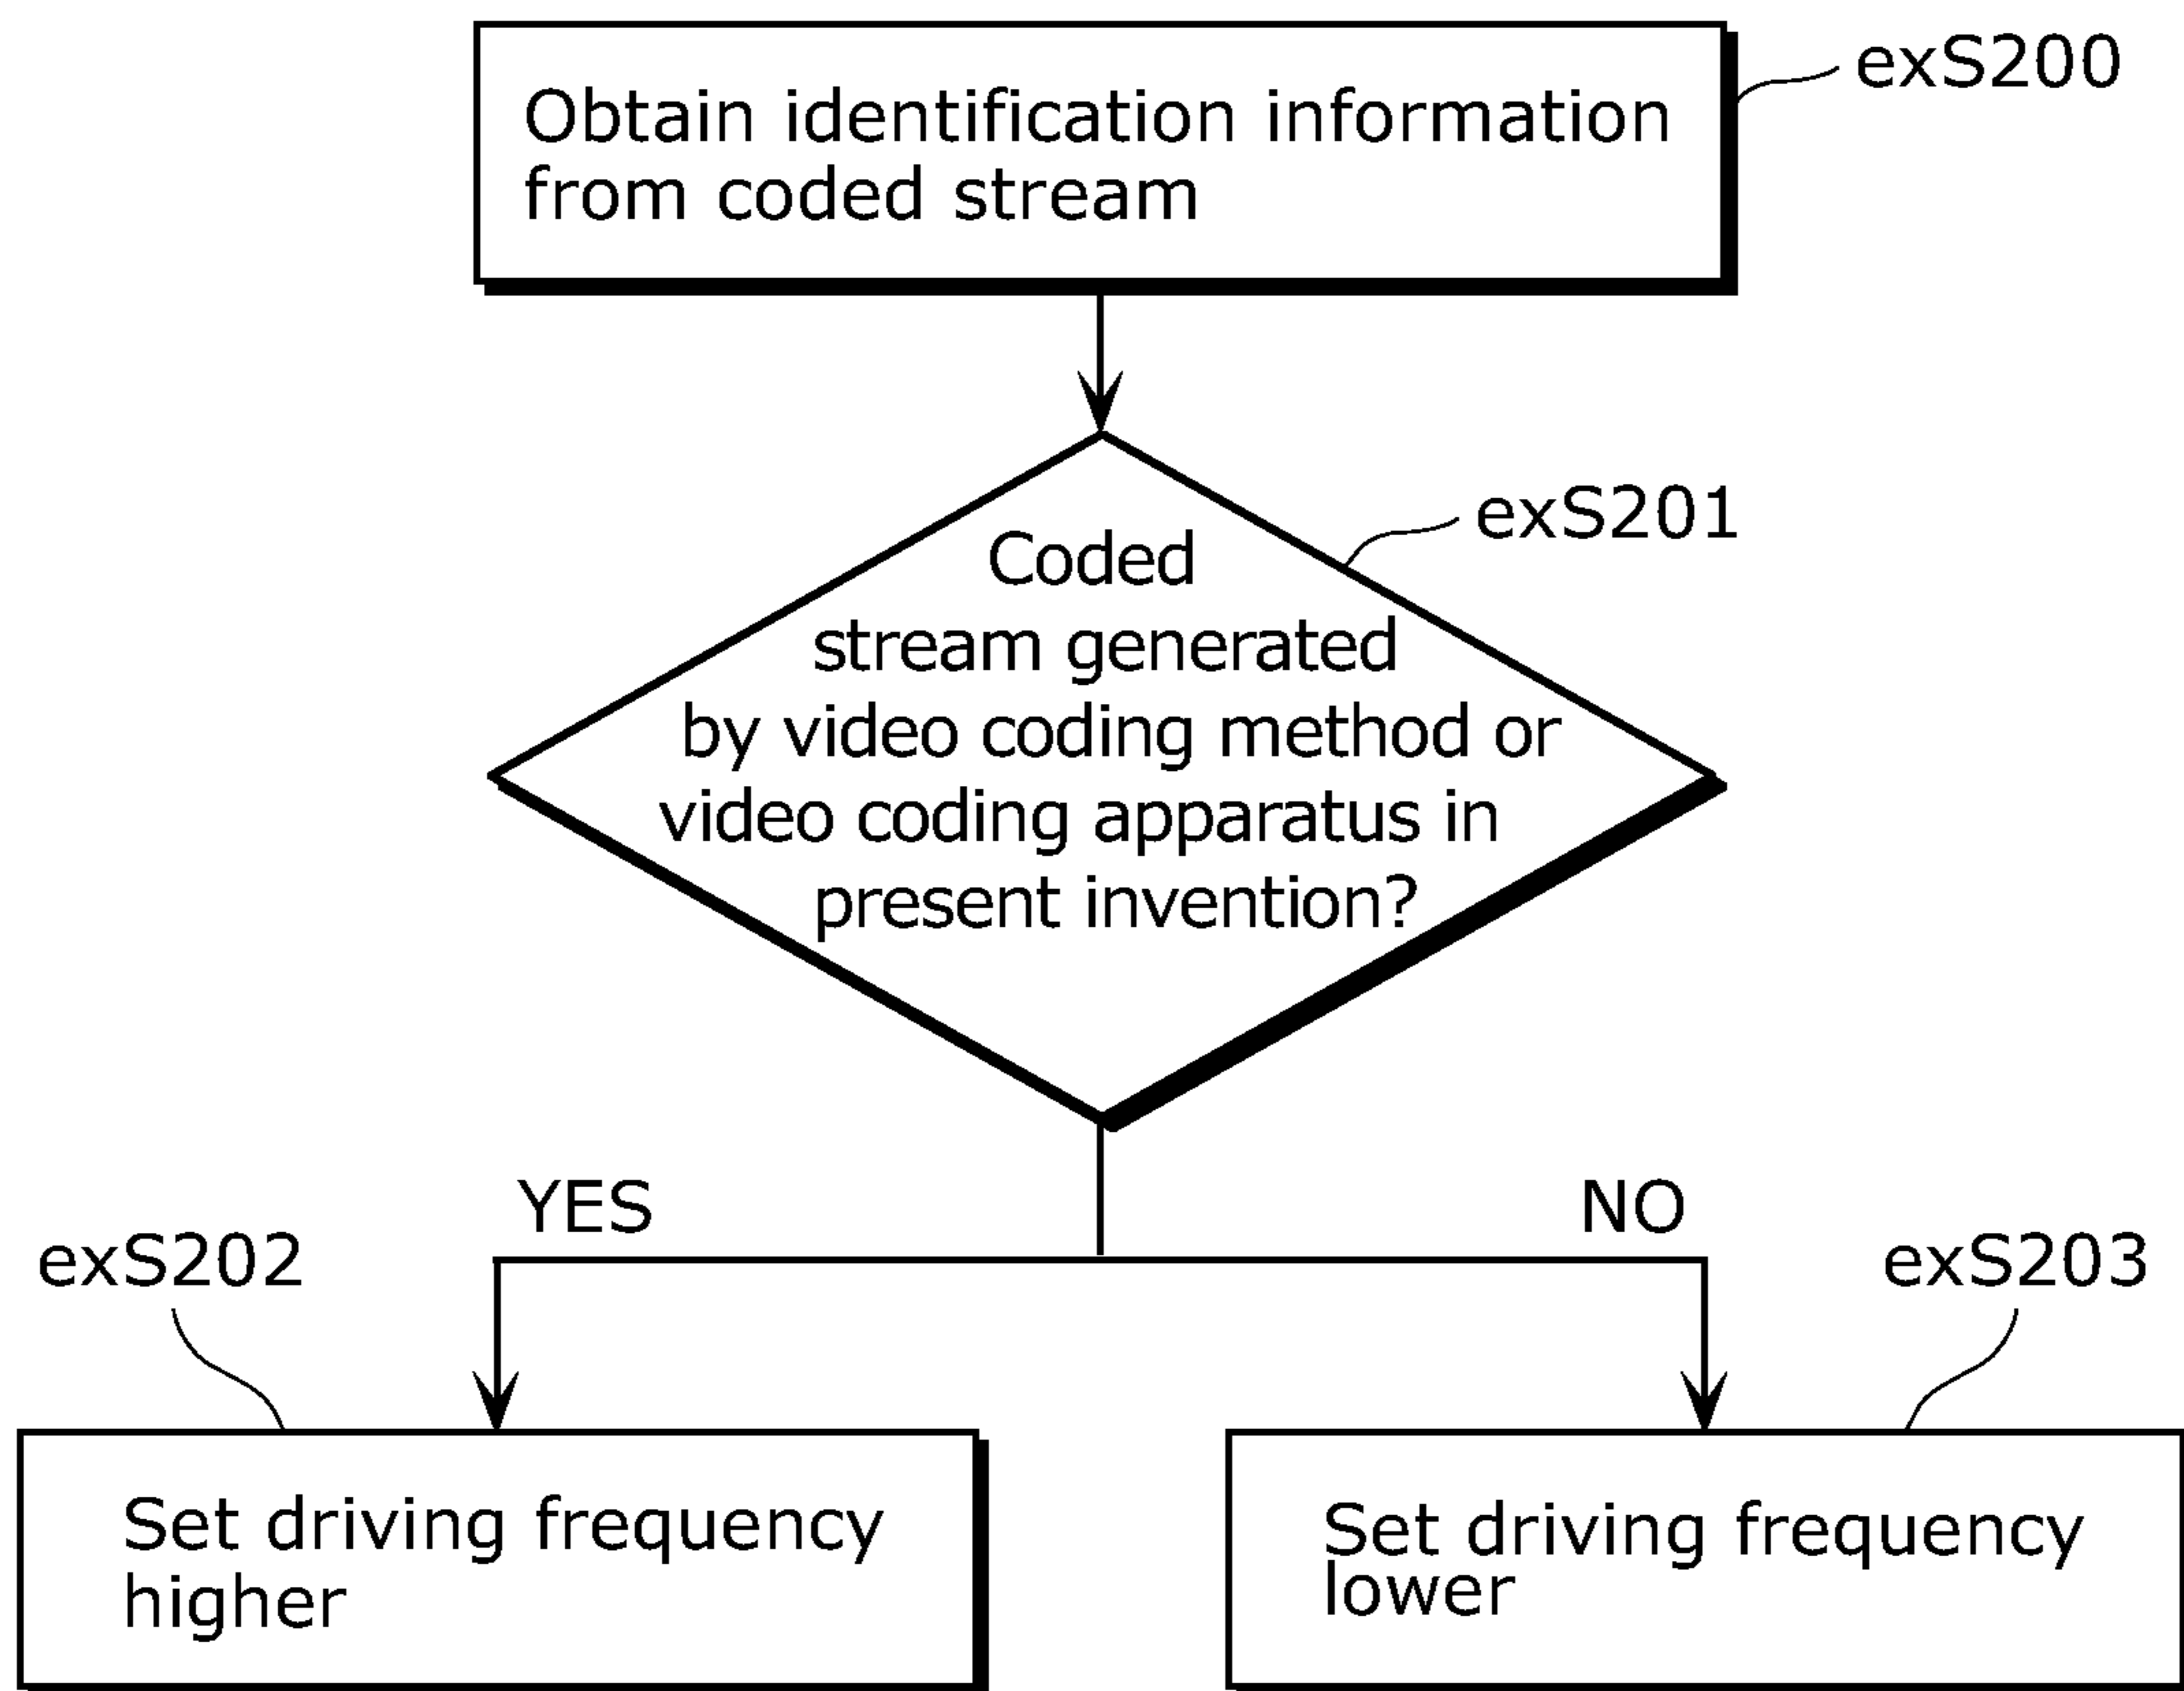 Obtain identification information
from coded stream
exS200
Coded
stream generated
by video coding method or
video coding apparatus in
present invention?
exS201
YES
NO
exS202
exS203
Set driving frequency
higher
Set driving frequency
lower